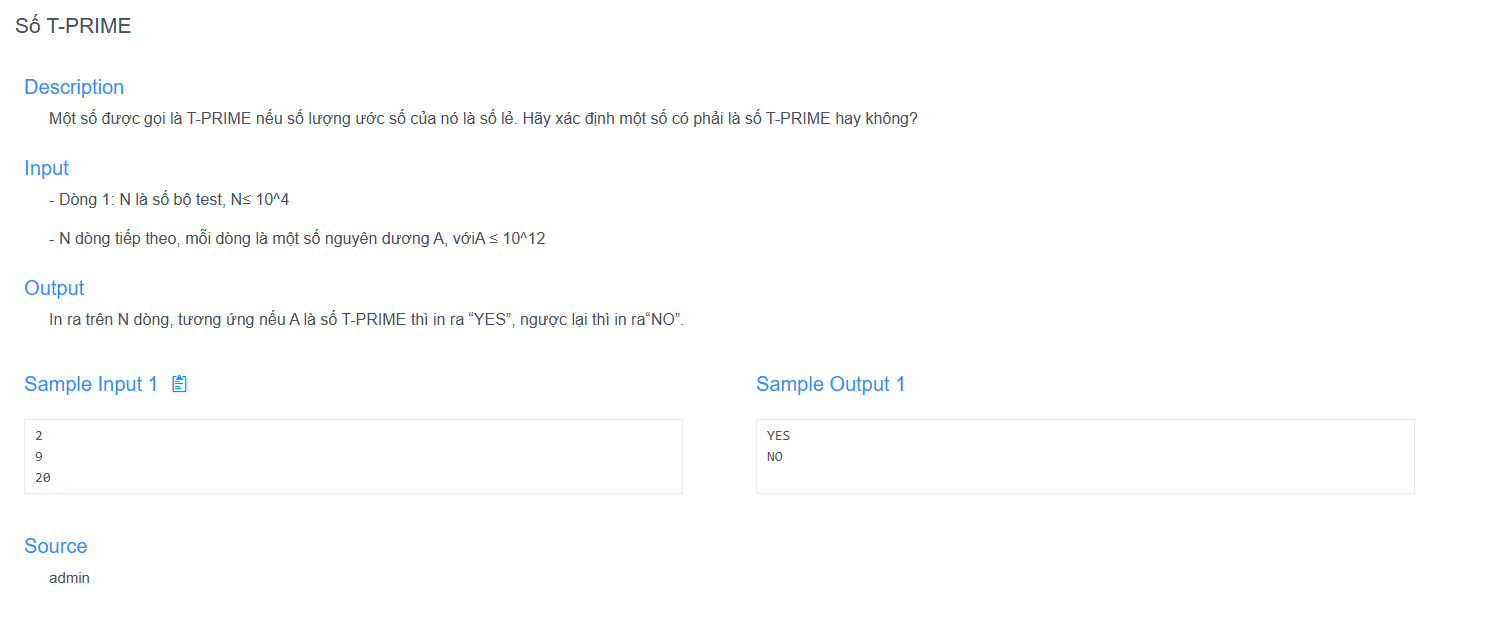 Số T-PRIME
Description
Một số được gọi là T-PRIME nếu số lượng ước số của nó là số lẻ. Hãy xác định một số có phải là số T-PRIME hay không?
Input
- Dòng 1: N là số bộ test, N≤ 10^4
- N dòng tiếp theo, mỗi dòng là một số nguyên dương A, vớiA ≤ 10^12
Output
In ra trên N dòng, tương ứng nếu A là số T-PRIME thì in ra “YES”, ngược lại thì in ra“NO”.
Sample Input 1
2
9
20
Sample Output 1
YES
NO
Source
admin